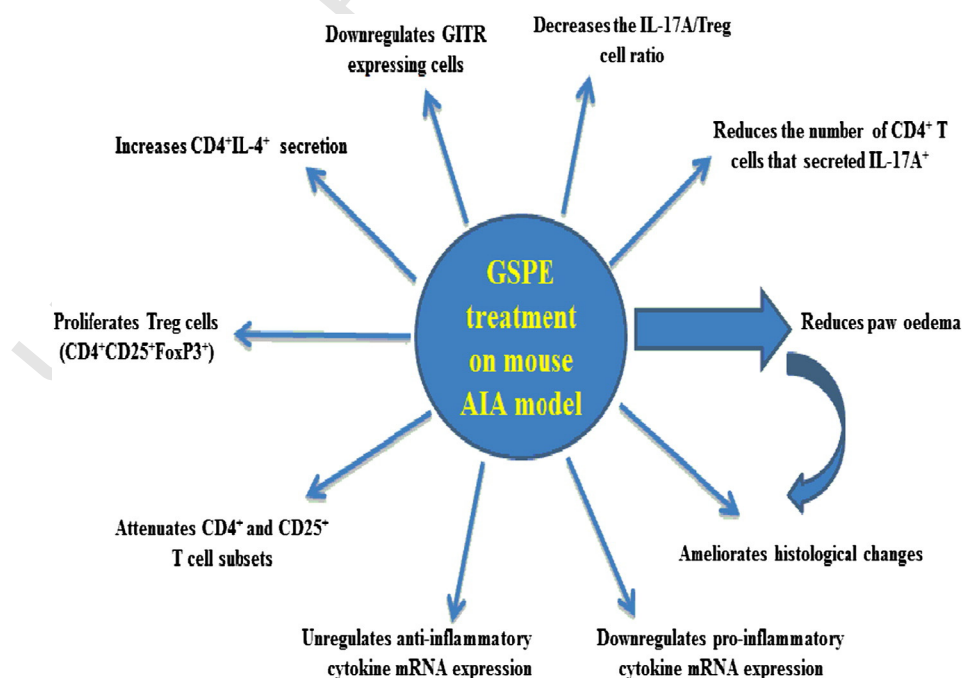 Downregulates GITR
expressing cells
Decreases the IL-17A/Treg
cell ratio
Increases CD4⁺IL-4⁺ secretion
Reduces the number of CD4⁺ T
cells that secreted IL-17A⁺
GSPE
treatment
on mouse
AIA model
Proliferates Treg cells
(CD4⁺CD25⁺FoxP3⁺)
Reduces paw oedema
Attenuates CD4⁺ and CD25⁺
T cell subsets
Ameliorates histological changes
Unregulates anti-inflammatory
cytokine mRNA expression
Downregulates pro-inflammatory
cytokine mRNA expression